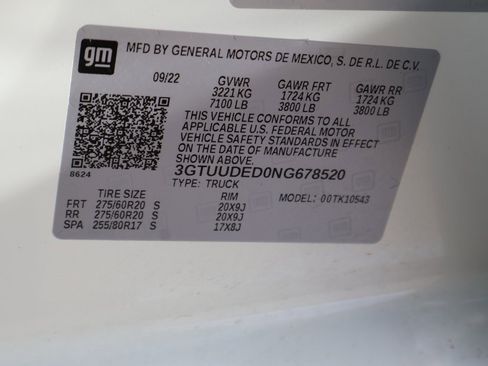 gm
MFD BY GENERAL MOTORS DE MEXICO, S. DE R.L. DE C.V.
09/22 GVWR GAWR FRT GAWR RR
3221 KG 1724 KG 1724 KG
7100 LB 3800 LB 3800 LB
THIS VEHICLE CONFORMS TO ALL
APPLICABLE U.S. FEDERAL MOTOR
VEHICLE SAFETY STANDARDS IN EFFECT
ON THE DATE OF MANUFACTURE
SHOWN ABOVE.
8624 3GTUUDED0NG678520
TYPE: TRUCK
TIRE SIZE RIM MODEL: 00TK10543
FRT 275/60R20 S 20X9J
RR 275/60R20 S 20X9J
SPA 255/80R17 S 17X8J